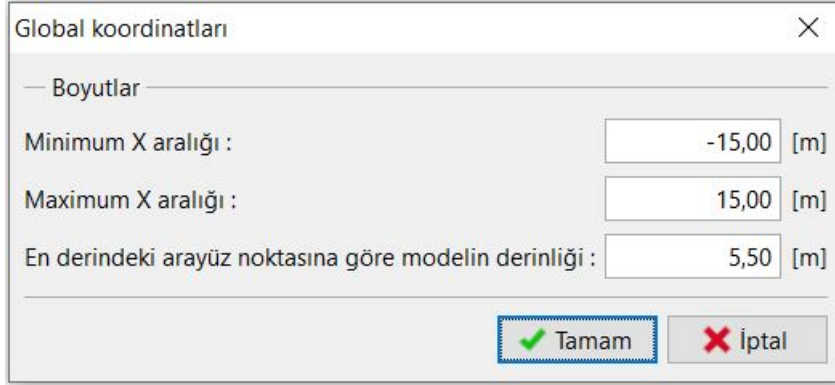 Global koordinatları
Boyutlar
Minimum X aralığı : -15,00 [m]
Maximum X aralığı : 15,00 [m]
En derindeki arayüz noktasına göre modelin derinliği : 5,50 [m]
Tamam İptal